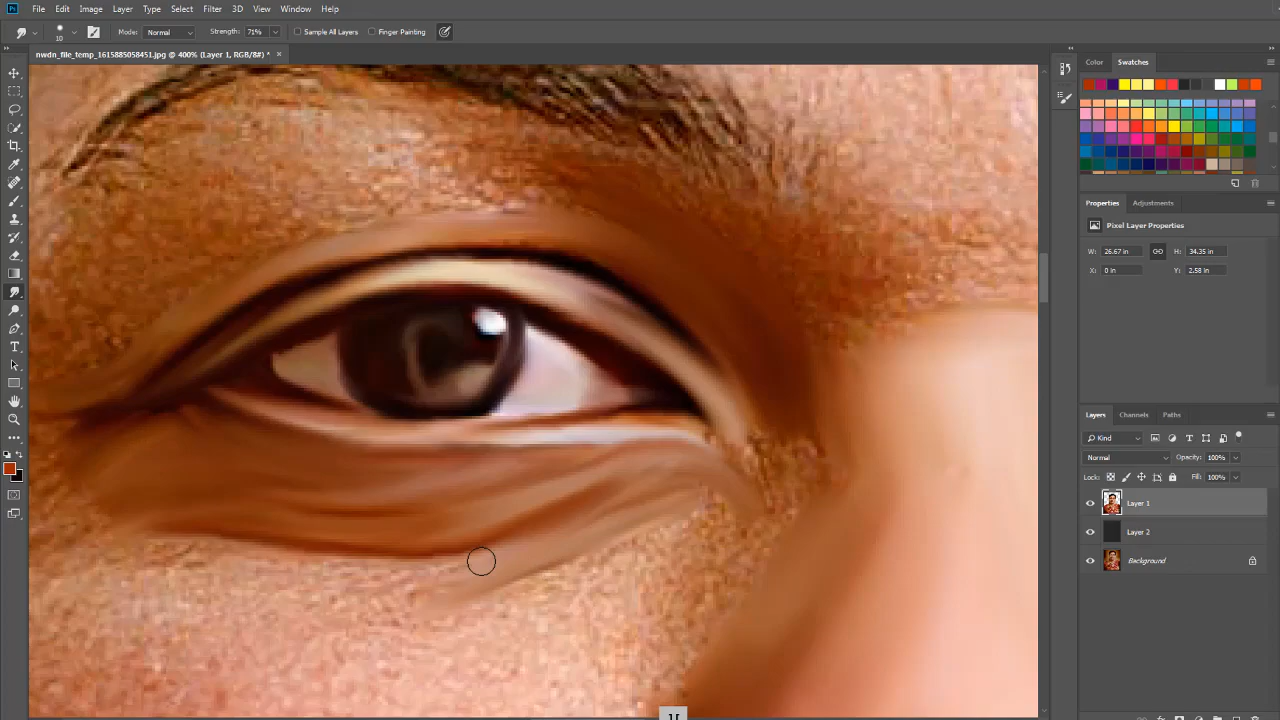 Ps File Edit Image Layer Type Select Filter 3D View Window Help
10 Mode: Normal Strength: 71% Sample All Layers Finger Painting
nwdn_file_temp_1615885058451.jpg @ 400% (Layer 1, RGB/8#) * ×
Color Swatches
Properties Adjustments
Pixel Layer Properties
W: 26.67 in H: 34.35 in
X: 0 in Y: 2.58 in
Layers Channels Paths
Kind
Normal Opacity: 100%
Lock: Fill: 100%
Layer 1
Layer 2
Background